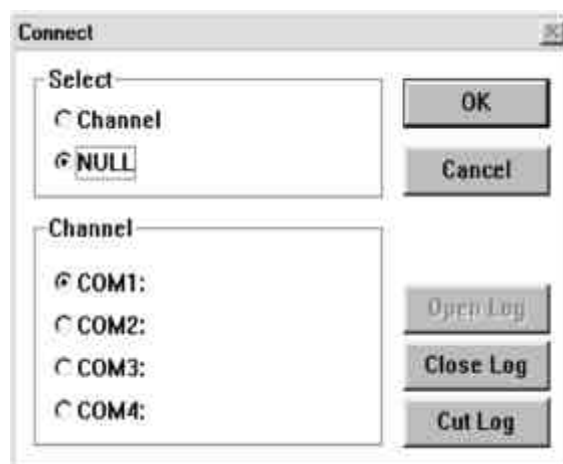 Connect
Select
Channel
NULL
OK
Cancel
Channel
COM1:
COM2:
COM3:
COM4:
Open Log
Close Log
Cut Log